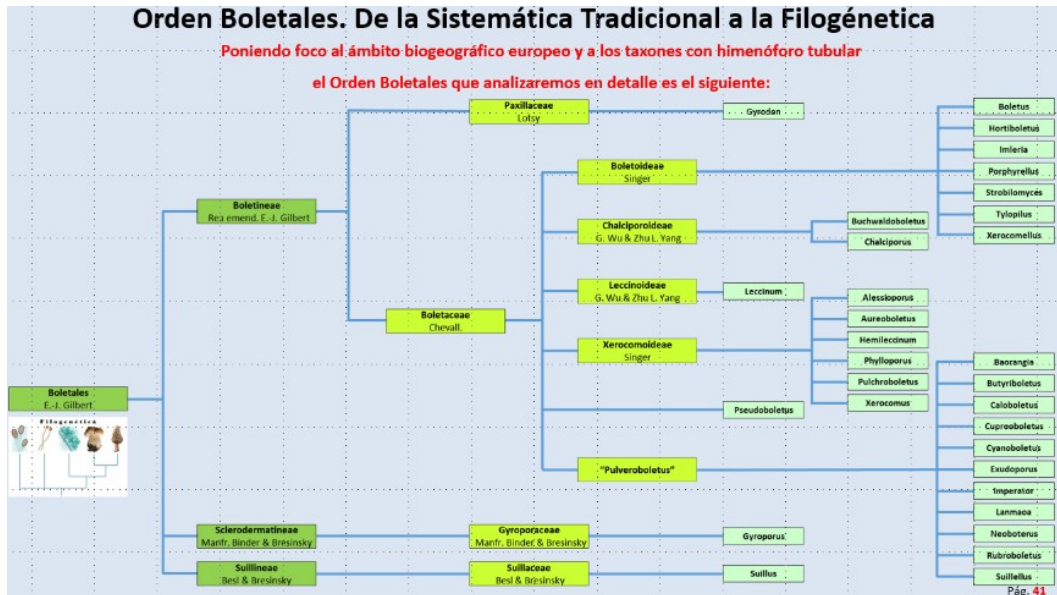 Orden Boletales. De la Sistemática Tradicional a la Filogénetica
Poniendo foco al ámbito biogeográfico europeo y a los taxones con himenóforo tubular
el Orden Boletales que analizaremos en detalle es el siguiente:
Boletales
E.-J. Gilbert
Filogenética
Boletineae
Rea emend. E.-J. Gilbert
Paxillaceae
Lotsy
Gyrodon
Boletaceae
Chevall.
Boletoideae
Singer
Boletus
Hortiboletus
Imleria
Porphyrellus
Strobilomyces
Tylopilus
Xerocomellus
Chalciporoideae
G. Wu & Zhu L. Yang
Buchwaldoboletus
Chalciporus
Leccinoideae
G. Wu & Zhu L. Yang
Leccinum
Xerocomoideae
Singer
Alessioporus
Aureoboletus
Hemileccinum
Phylloporus
Pulchroboletus
Xerocomus
Pseudoboletus
"Pulveroboletus"
Baorangia
Butyriboletus
Caloboletus
Cupreoboletus
Cyanoboletus
Exudoporus
Imperator
Lanmaoa
Neoboterus
Rubroboletus
Suillellus
Sclerodermatineae
Manfr. Binder & Bresinsky
Gyroporaceae
Manfr. Binder & Bresinsky
Gyroporus
Suillineae
Besl & Bresinsky
Suillaceae
Besl & Bresinsky
Suillus
Pág. 41